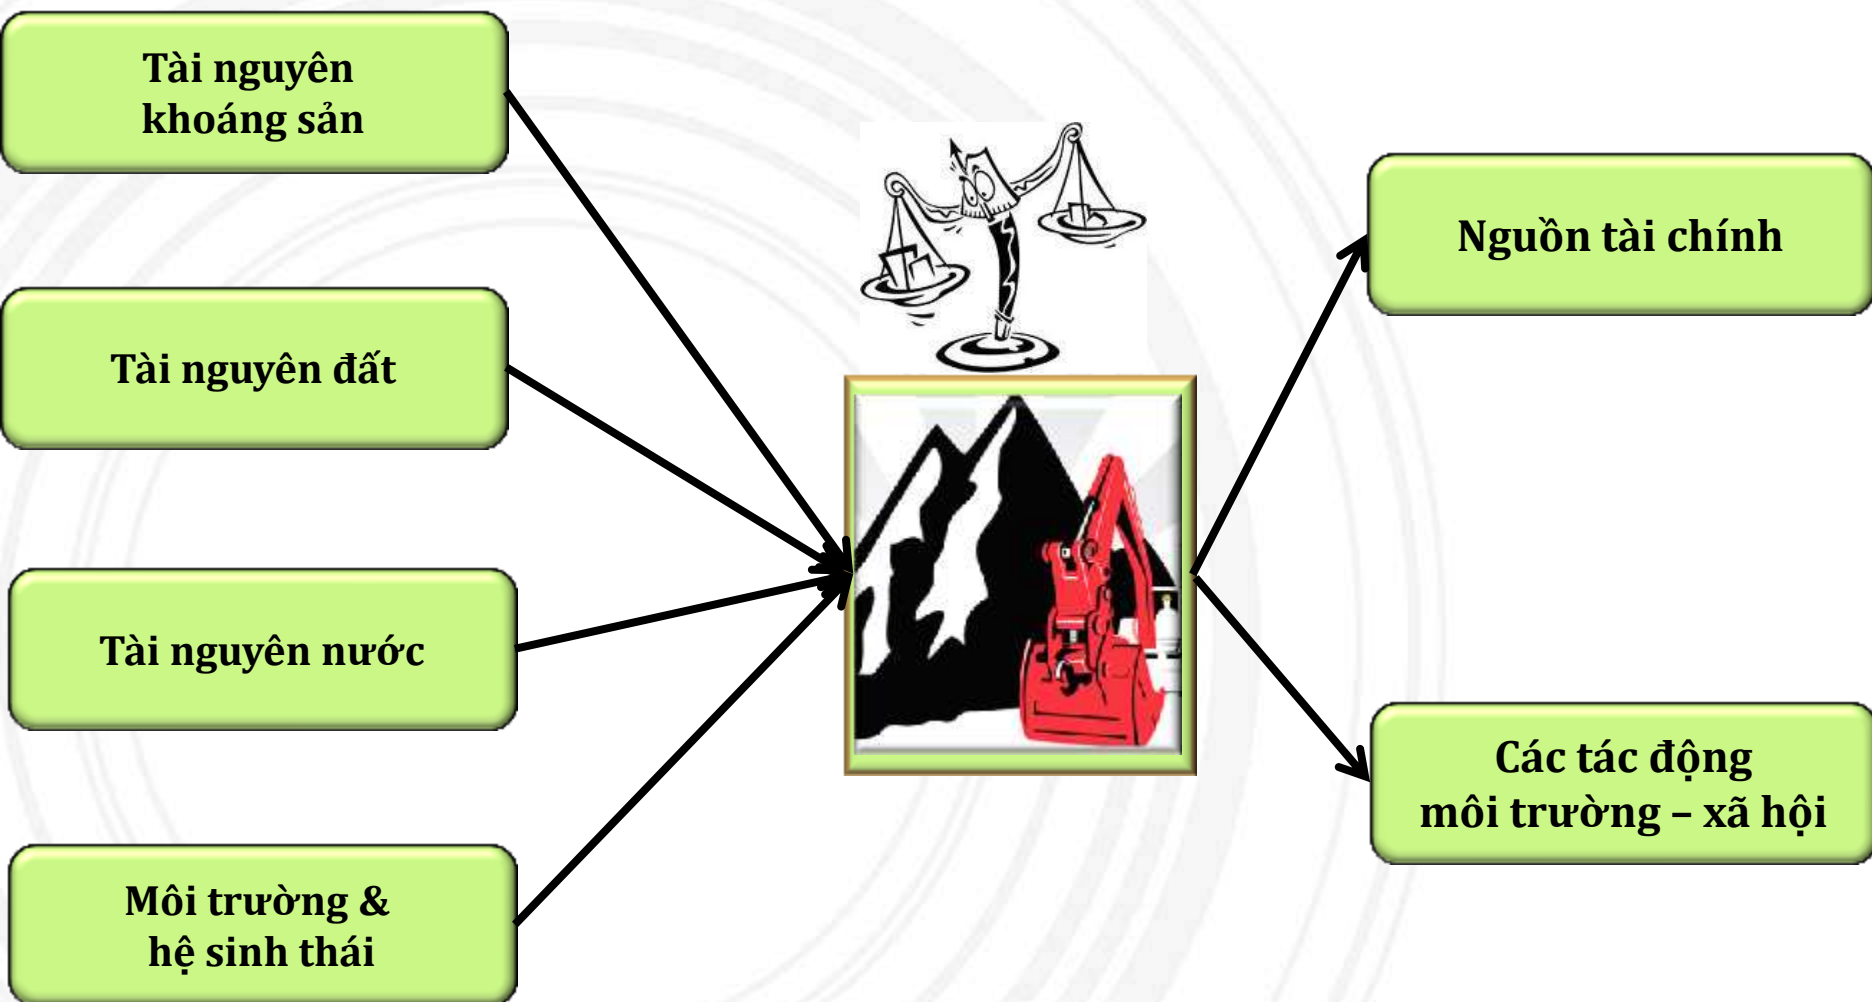 Tài nguyên
khoáng sản
Tài nguyên đất
Tài nguyên nước
Môi trường &
hệ sinh thái
Nguồn tài chính
Các tác động
môi trường – xã hội